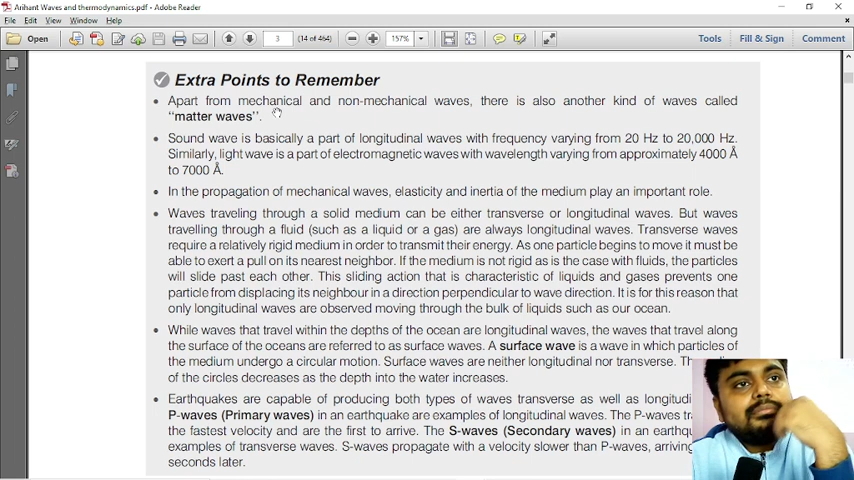 Arihant Waves and thermodynamics.pdf - Adobe Reader
File Edit View Window Help
Open 3 (14 of 464) 157% Tools Fill & Sign Comment
Extra Points to Remember
• Apart from mechanical and non-mechanical waves, there is also another kind of waves called
"matter waves".
• Sound wave is basically a part of longitudinal waves with frequency varying from 20 Hz to 20,000 Hz.
Similarly, light wave is a part of electromagnetic waves with wavelength varying from approximately 4000 Å
to 7000 Å.
• In the propagation of mechanical waves, elasticity and inertia of the medium play an important role.
• Waves traveling through a solid medium can be either transverse or longitudinal waves. But waves
travelling through a fluid (such as a liquid or a gas) are always longitudinal waves. Transverse waves
require a relatively rigid medium in order to transmit their energy. As one particle begins to move it must be
able to exert a pull on its nearest neighbor. If the medium is not rigid as is the case with fluids, the particles
will slide past each other. This sliding action that is characteristic of liquids and gases prevents one
particle from displacing its neighbour in a direction perpendicular to wave direction. It is for this reason that
only longitudinal waves are observed moving through the bulk of liquids such as our ocean.
• While waves that travel within the depths of the ocean are longitudinal waves, the waves that travel along
the surface of the oceans are referred to as surface waves. A surface wave is a wave in which particles of
the medium undergo a circular motion. Surface waves are neither longitudinal nor transverse.
of the circles decreases as the depth into the water increases.
• Earthquakes are capable of producing both types of waves transverse as well as
P-waves (Primary waves) in an earthquake are examples of longitudinal waves. The P-waves
the fastest velocity and are the first to arrive. The S-waves (Secondary waves) in an
examples of transverse waves. S-waves propagate with a velocity slower than P-waves,
seconds later.